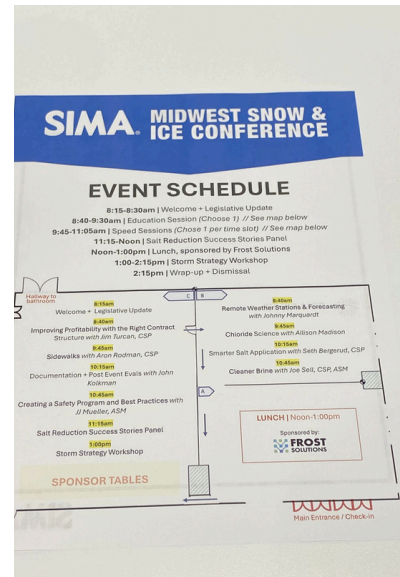 SIMA. MIDWEST SNOW &
ICE CONFERENCE
EVENT SCHEDULE
8:15-8:30am | Welcome + Legislative Update
8:40-9:30am | Education Session (Choose 1) // See map below
9:45-11:05am | Speed Sessions (Chose 1 per time slot) // See map below
11:15-Noon | Salt Reduction Success Stories Panel
Noon-1:00pm | Lunch, sponsored by Frost Solutions
1:00-2:15pm | Storm Strategy Workshop
2:15pm | Wrap-up + Dismissal
Hallway to
bathroom
8:15am
Welcome + Legislative Update
8:40am
Improving Profitability with the Right Contract
Structure with Jim Turcan, CSP
9:45am
Sidewalks with Aron Rodman, CSP
10:15am
Documentation + Post Event Evals with John
Koikman
10:45am
Creating a Safety Program and Best Practices with
JJ Mueller, ASM
11:15am
Salt Reduction Success Stories Panel
1:00pm
Storm Strategy Workshop
SPONSOR TABLES
C B
C
A
8:40am
Remote Weather Stations & Forecasting
with Johnny Marquardt
9:45am
Chloride Science with Allison Madison
10:15am
Smarter Salt Application with Seth Bergerud, CSP
10:45am
Cleaner Brine with Joe Sell, CSP, ASM
LUNCH | Noon-1:00pm
Sponsored by:
FROST
SOLUTIONS
Main Entrance / Check-in